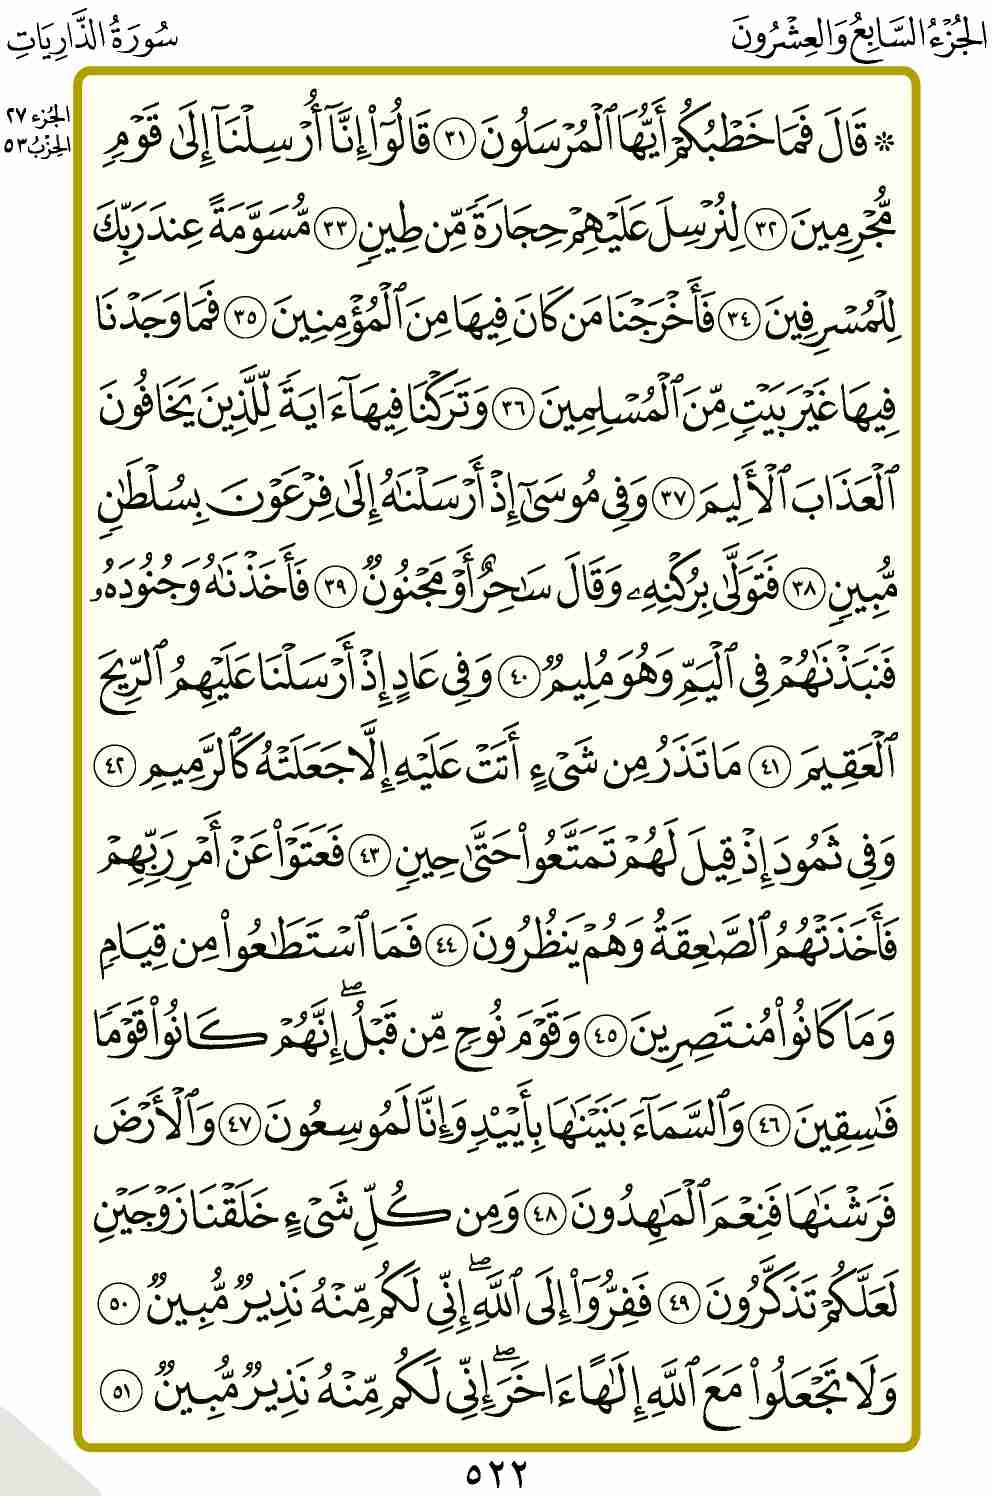 الجُزْءُ السَّابِعُ وَالعِشْرُونَ
سُورَةُ الذَّارِيَاتِ
الجُزء ٢٧
الحِزْبُ ٥٣
* قَالَ فَمَا خَطْبُكُمْ أَيُّهَا ٱلْمُرْسَلُونَ ٣١ قَالُوٓا۟ إِنَّآ أُرْسِلْنَآ إِلَىٰ قَوْمٍ
مُّجْرِمِينَ ٣٢ لِنُرْسِلَ عَلَيْهِمْ حِجَارَةً مِّن طِينٍ ٣٣ مُّسَوَّمَةً عِندَ رَبِّكَ
لِلْمُسْرِفِينَ ٣٤ فَأَخْرَجْنَا مَن كَانَ فِيهَا مِنَ ٱلْمُؤْمِنِينَ ٣٥ فَمَا وَجَدْنَا
فِيهَا غَيْرَ بَيْتٍ مِّنَ ٱلْمُسْلِمِينَ ٣٦ وَتَرَكْنَا فِيهَآ ءَايَةً لِّلَّذِينَ يَخَافُونَ
ٱلْعَذَابَ ٱلْأَلِيمَ ٣٧ وَفِى مُوسَىٰٓ إِذْ أَرْسَلْنَٰهُ إِلَىٰ فِرْعَوْنَ بِسُلْطَٰنٍ
مُّبِينٍ ٣٨ فَتَوَلَّىٰ بِرُكْنِهِۦ وَقَالَ سَٰحِرٌ أَوْ مَجْنُونٌ ٣٩ فَأَخَذْنَٰهُ وَجُنُودَهُۥ
فَنَبَذْنَٰهُمْ فِى ٱلْيَمِّ وَهُوَ مُلِيمٌ ٤٠ وَفِى عَادٍ إِذْ أَرْسَلْنَا عَلَيْهِمُ ٱلرِّيحَ
ٱلْعَقِيمَ ٤١ مَا تَذَرُ مِن شَىْءٍ أَتَتْ عَلَيْهِ إِلَّا جَعَلَتْهُ كَٱلرَّمِيمِ ٤٢
وَفِى ثَمُودَ إِذْ قِيلَ لَهُمْ تَمَتَّعُوا۟ حَتَّىٰ حِينٍ ٤٣ فَعَتَوْا۟ عَنْ أَمْرِ رَبِّهِمْ
فَأَخَذَتْهُمُ ٱلصَّٰعِقَةُ وَهُمْ يَنظُرُونَ ٤٤ فَمَا ٱسْتَطَٰعُوا۟ مِن قِيَامٍ
وَمَا كَانُوا۟ مُنتَصِرِينَ ٤٥ وَقَوْمَ نُوحٍ مِّن قَبْلُ ۖ إِنَّهُمْ كَانُوا۟ قَوْمًا
فَٰسِقِينَ ٤٦ وَٱلسَّمَآءَ بَنَيْنَٰهَا بِأَيْي۟دٍ وَإِنَّا لَمُوسِعُونَ ٤٧ وَٱلْأَرْضَ
فَرَشْنَٰهَا فَنِعْمَ ٱلْمَٰهِدُونَ ٤٨ وَمِن كُلِّ شَىْءٍ خَلَقْنَا زَوْجَيْنِ
لَعَلَّكُمْ تَذَكَّرُونَ ٤٩ فَفِرُّوٓا۟ إِلَى ٱللَّهِ ۖ إِنِّى لَكُم مِّنْهُ نَذِيرٌ مُّبِينٌ ٥٠
وَلَا تَجْعَلُوا۟ مَعَ ٱللَّهِ إِلَٰهًا ءَاخَرَ ۖ إِنِّى لَكُم مِّنْهُ نَذِيرٌ مُّبِينٌ ٥١
٥٢٢